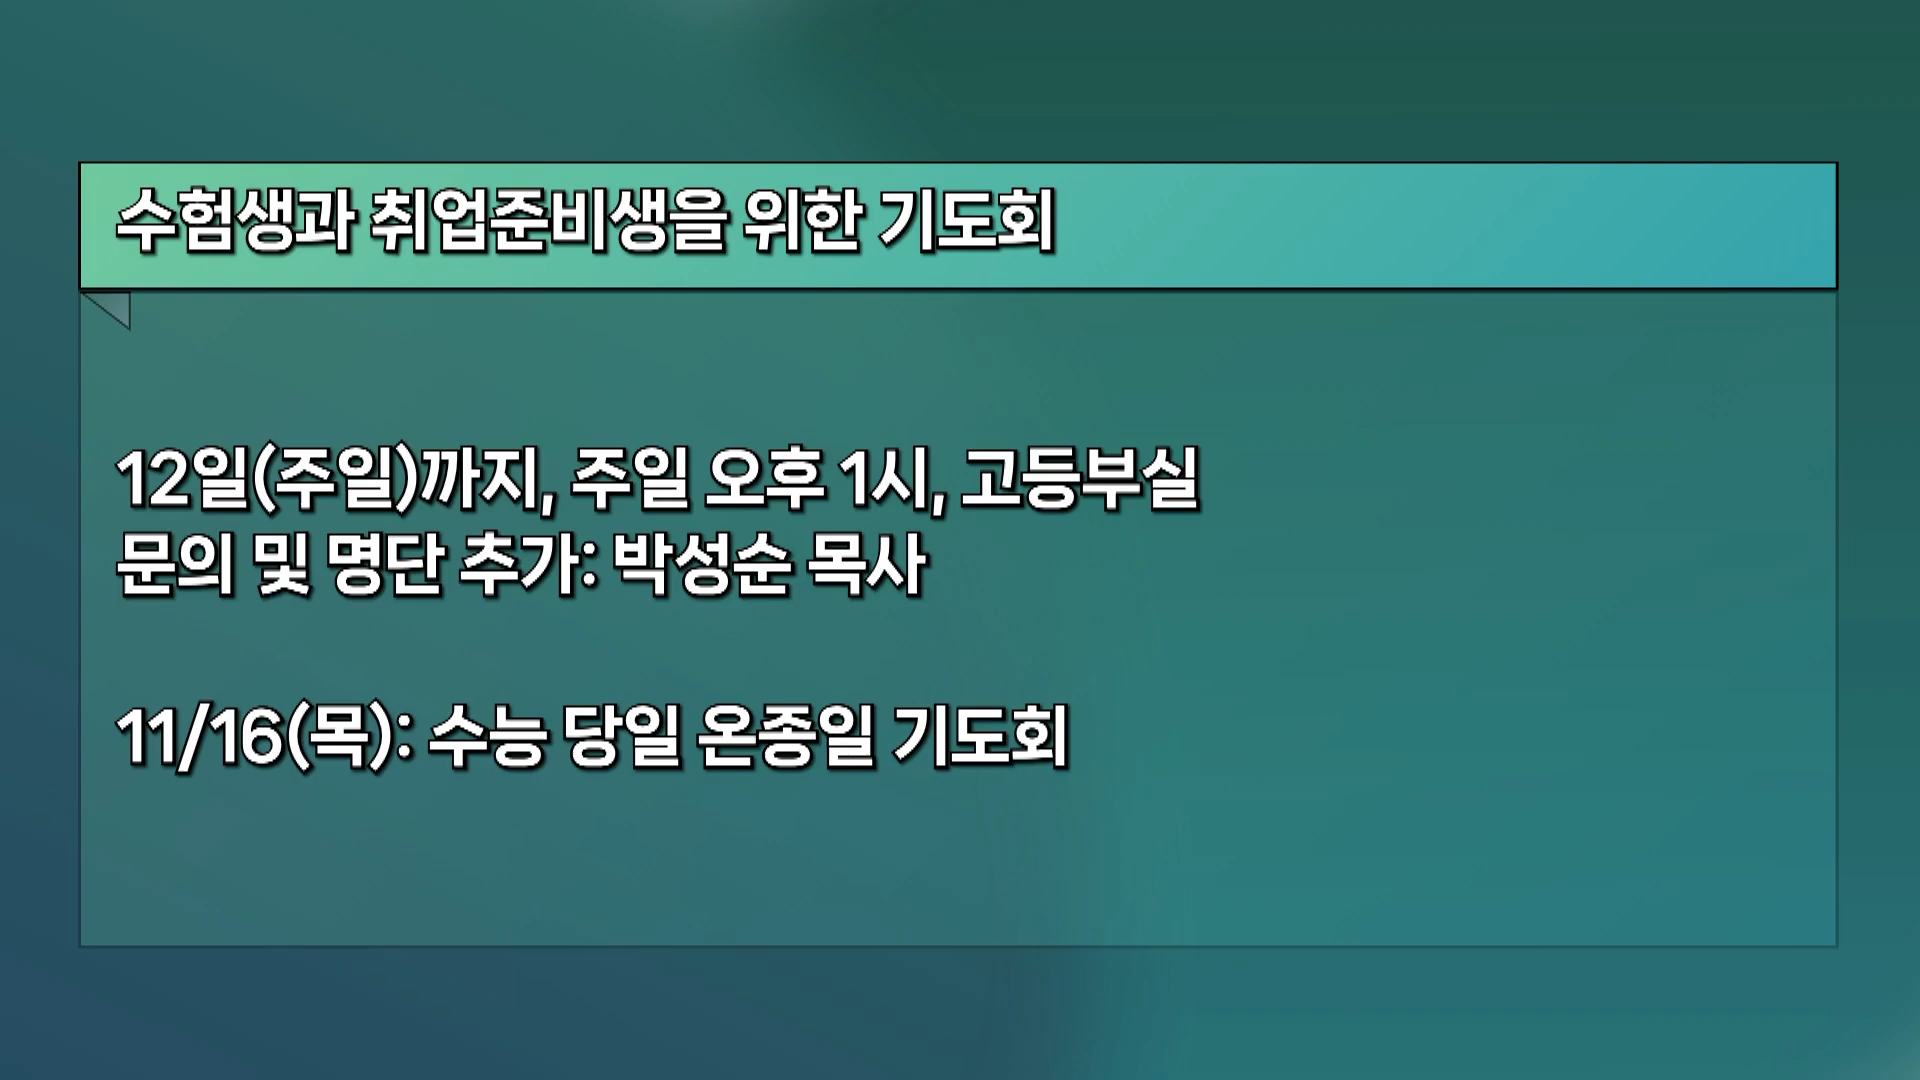 수험생과 취업준비생을 위한 기도회
12일(주일)까지, 주일 오후 1시, 고등부실
문의 및 명단 추가: 박성순 목사
11/16(목): 수능 당일 온종일 기도회